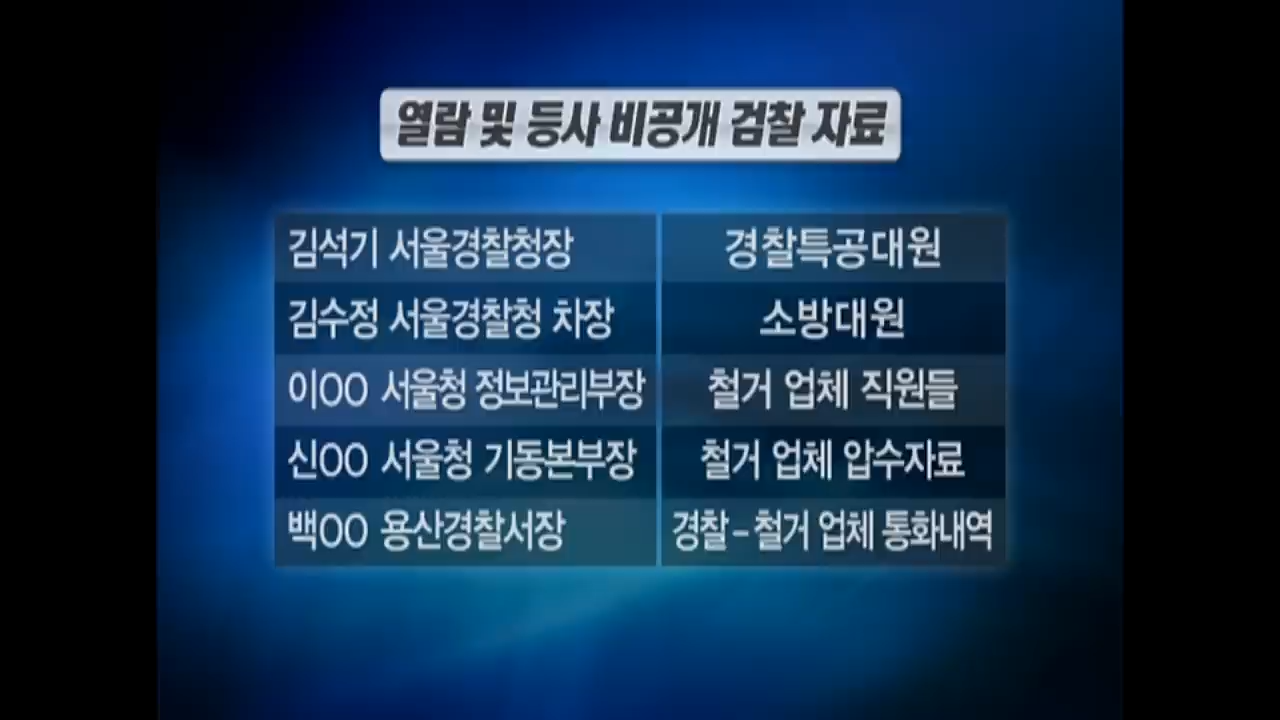 열람 및 등사 비공개 검찰 자료
김석기 서울경찰청장 경찰특공대원
김수정 서울경찰청 차장 소방대원
이OO 서울청 정보관리부장 철거 업체 직원들
신OO 서울청 기동본부장 철거 업체 압수자료
백OO 용산경찰서장 경찰-철거 업체 통화내역